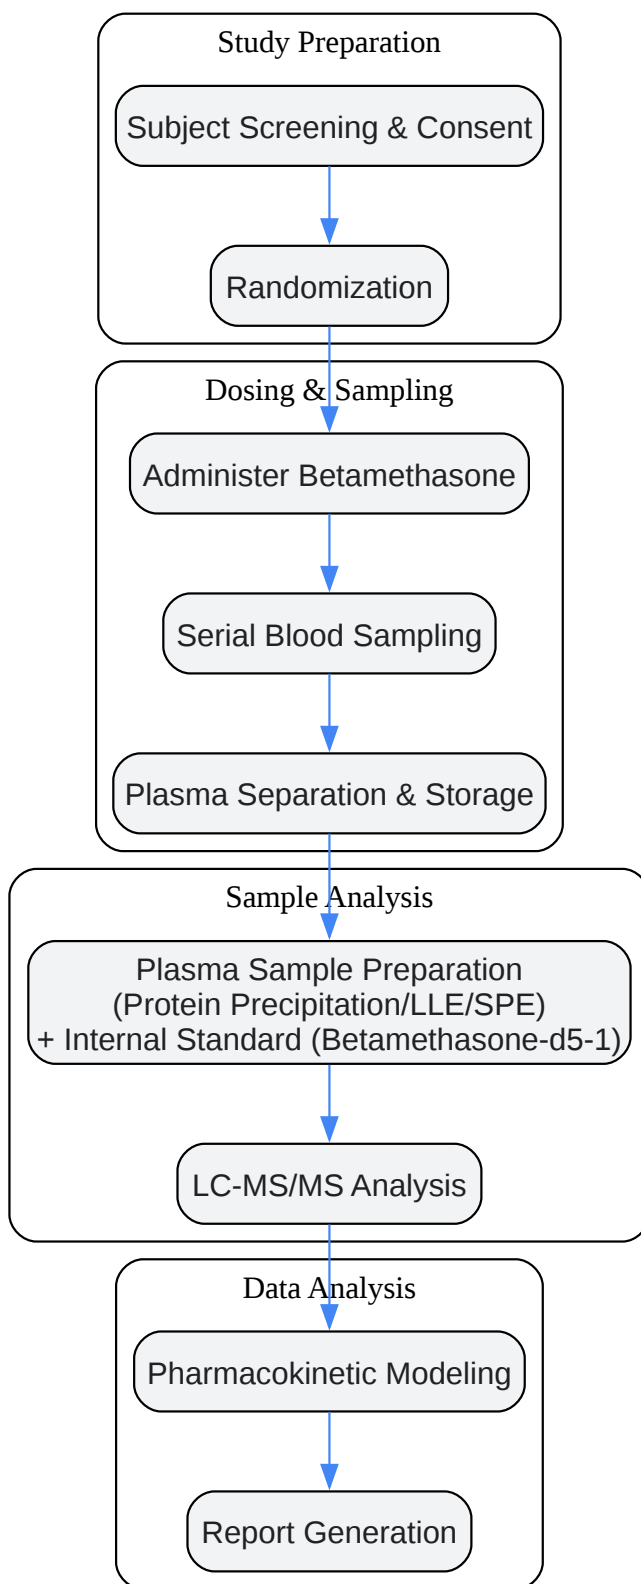 Study Preparation
Subject Screening & Consent
Randomization
Dosing & Sampling
Administer Betamethasone
Serial Blood Sampling
Plasma Separation & Storage
Sample Analysis
Plasma Sample Preparation
(Protein Precipitation/LLE/SPE)
+ Internal Standard (Betamethasone-d5-1)
LC-MS/MS Analysis
Data Analysis
Pharmacokinetic Modeling
Report Generation